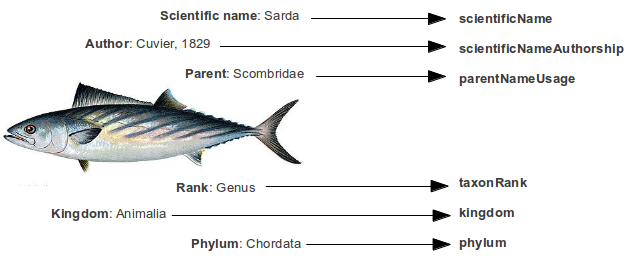 Scientific name: Sarda scientificName
Author: Cuvier, 1829 scientificNameAuthorship
Parent: Scombridae parentNameUsage
Rank: Genus taxonRank
Kingdom: Animalia kingdom
Phylum: Chordata phylum